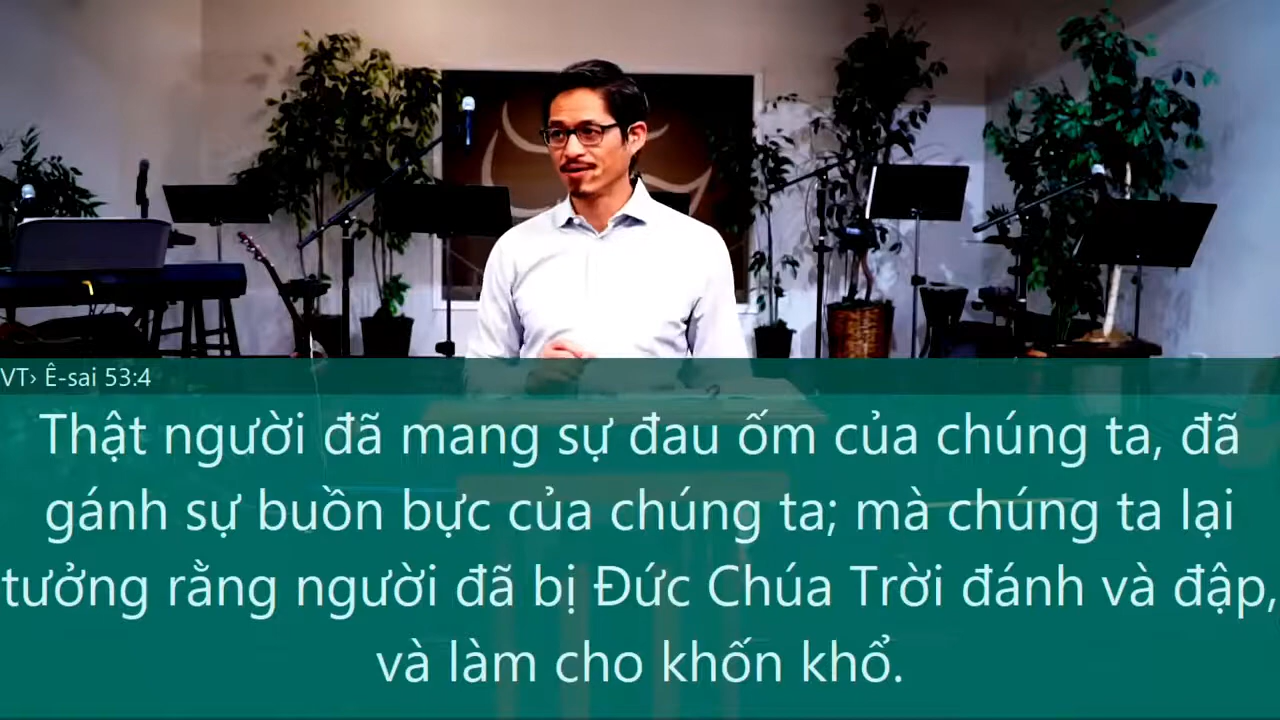 VT› Ê-sai 53:4
Thật người đã mang sự đau ốm của chúng ta, đã
gánh sự buồn bực của chúng ta; mà chúng ta lại
tưởng rằng người đã bị Đức Chúa Trời đánh và đập,
và làm cho khốn khổ.